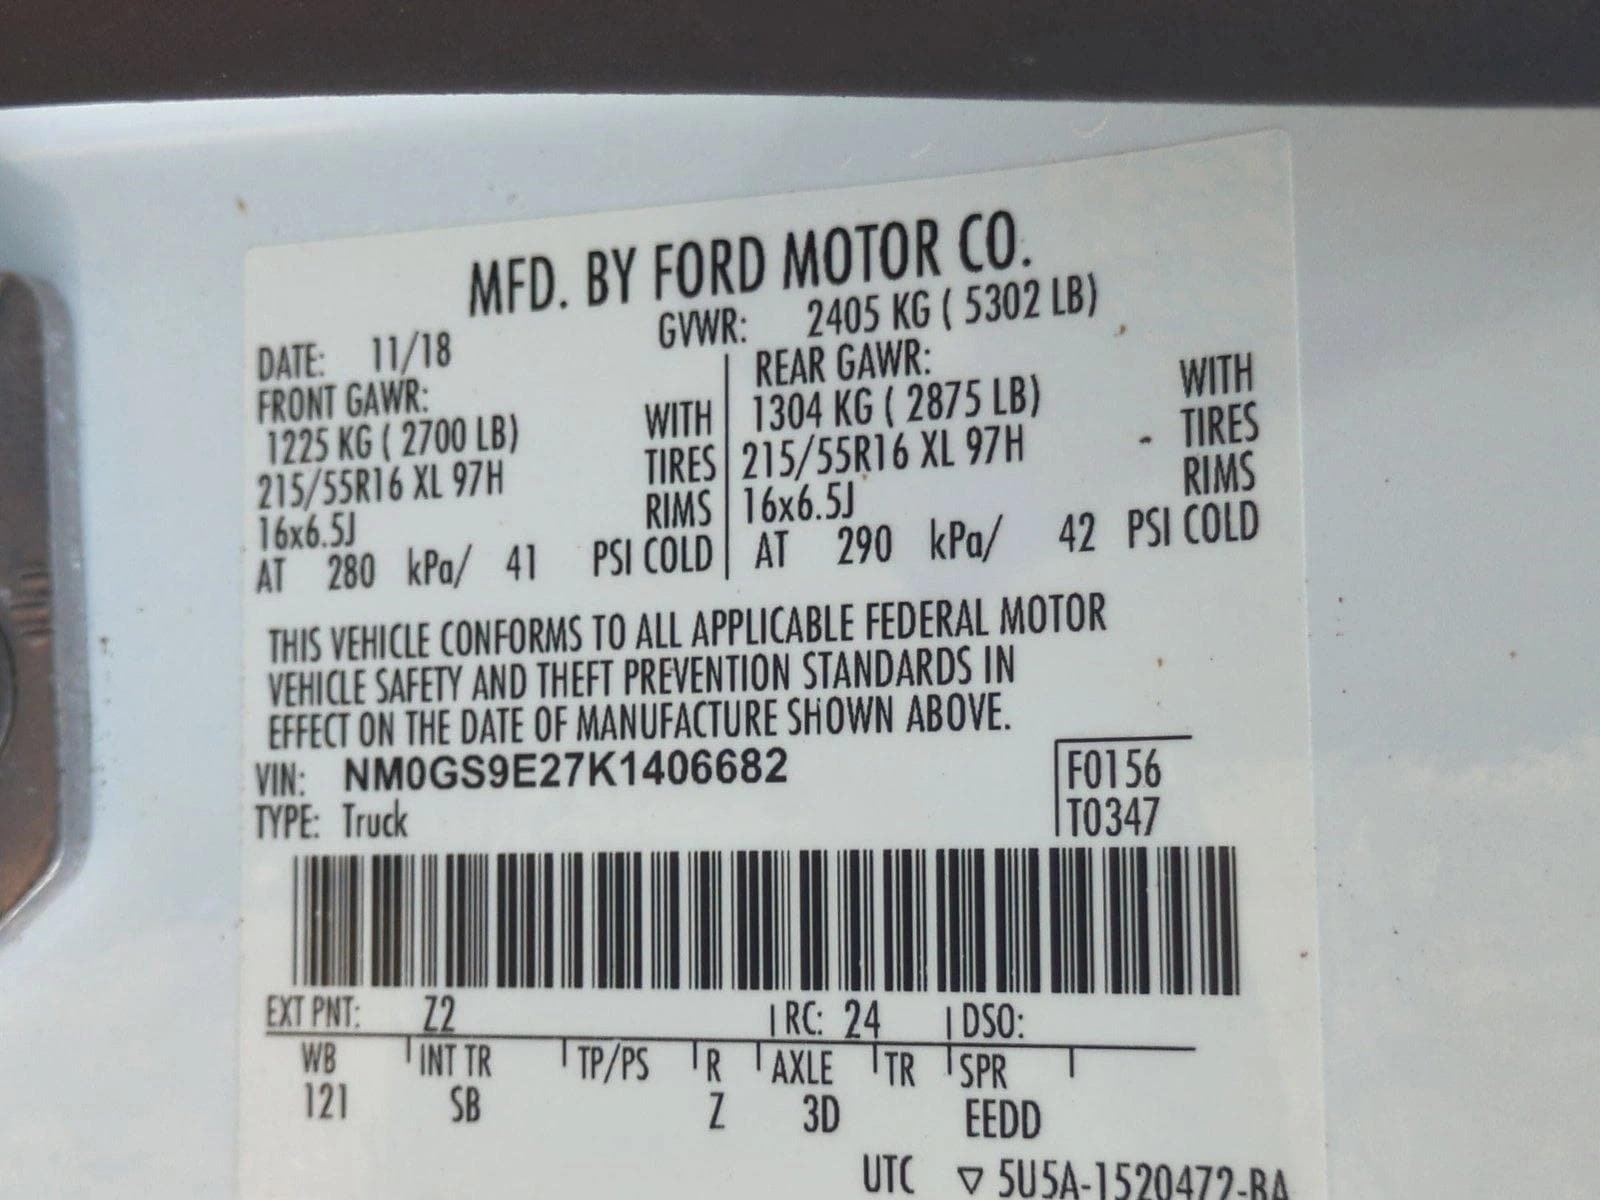 MFD. BY FORD MOTOR CO.
DATE: 11/18 GVWR: 2405 KG ( 5302 LB)
FRONT GAWR: REAR GAWR:
1225 KG ( 2700 LB) WITH 1304 KG ( 2875 LB) WITH
215/55R16 XL 97H TIRES 215/55R16 XL 97H TIRES
16x6.5J RIMS 16x6.5J RIMS
AT 280 kPa/ 41 PSI COLD AT 290 kPa/ 42 PSI COLD
THIS VEHICLE CONFORMS TO ALL APPLICABLE FEDERAL MOTOR
VEHICLE SAFETY AND THEFT PREVENTION STANDARDS IN
EFFECT ON THE DATE OF MANUFACTURE SHOWN ABOVE.
VIN: NM0GS9E27K1406682 F0156
TYPE: Truck T0347
EXT PNT: Z2 RC: 24 DSO:
WB INT TR TP/PS R AXLE TR SPR
121 SB Z 3D EEDD
UTC ▽ 5U5A-1520472-BA